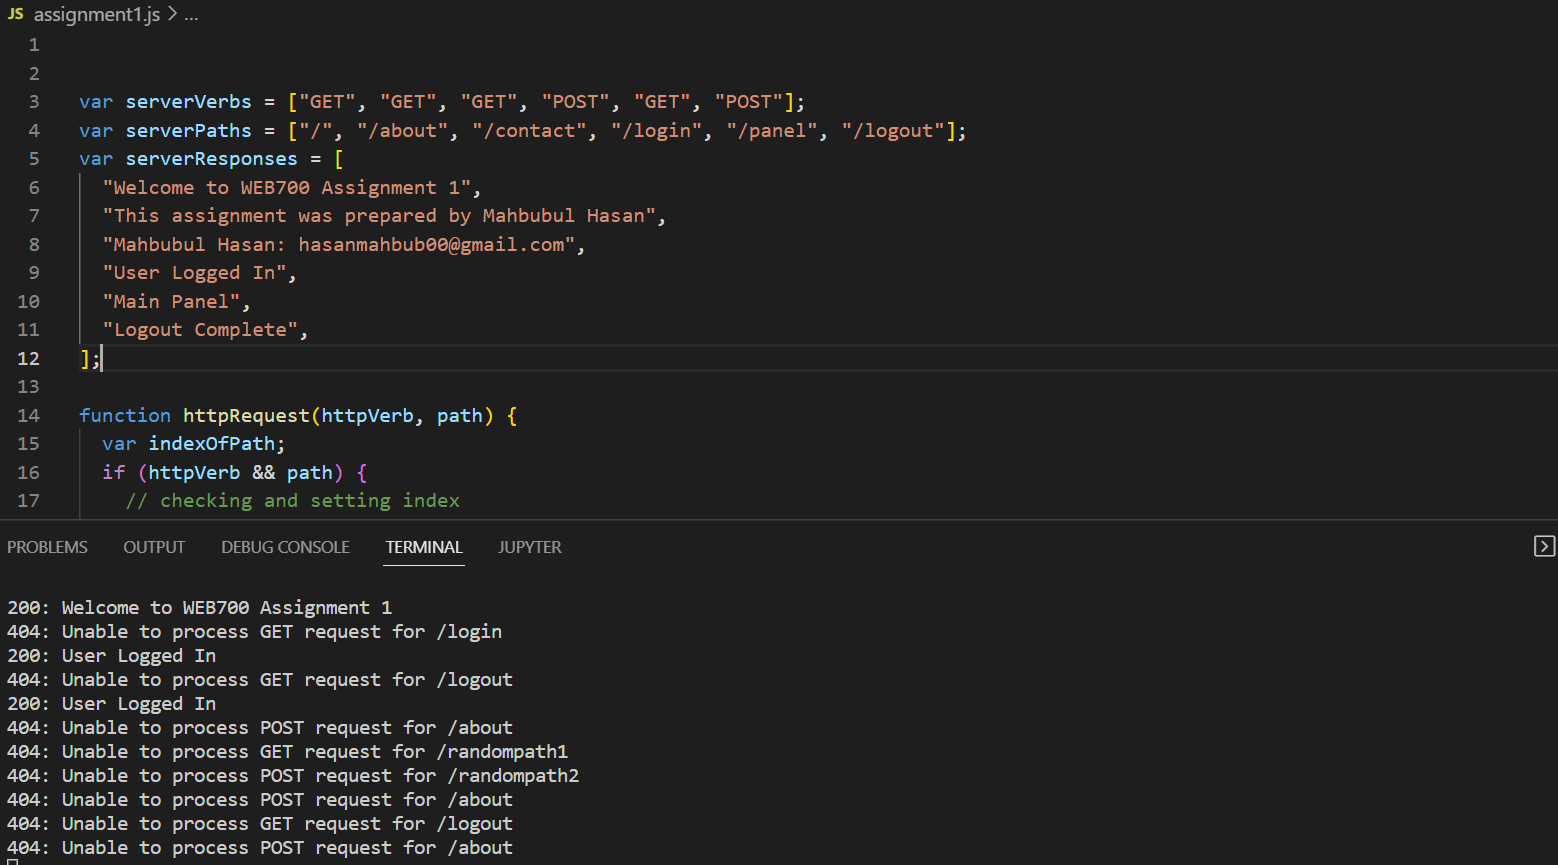 JS assignment1.js > ...
1
2
3 var serverVerbs = ["GET", "GET", "GET", "POST", "GET", "POST"];
4 var serverPaths = ["/", "/about", "/contact", "/login", "/panel", "/logout"];
5 var serverResponses = [
6 "Welcome to WEB700 Assignment 1",
7 "This assignment was prepared by Mahbubul Hasan",
8 "Mahbubul Hasan: hasanmahbub00@gmail.com",
9 "User Logged In",
10 "Main Panel",
11 "Logout Complete",
12 ];
13
14 function httpRequest(httpVerb, path) {
15 var indexOfPath;
16 if (httpVerb && path) {
17 // checking and setting index
PROBLEMS OUTPUT DEBUG CONSOLE TERMINAL JUPYTER
200: Welcome to WEB700 Assignment 1
404: Unable to process GET request for /login
200: User Logged In
404: Unable to process GET request for /logout
200: User Logged In
404: Unable to process POST request for /about
404: Unable to process GET request for /randompath1
404: Unable to process POST request for /randompath2
404: Unable to process POST request for /about
404: Unable to process GET request for /logout
404: Unable to process POST request for /about